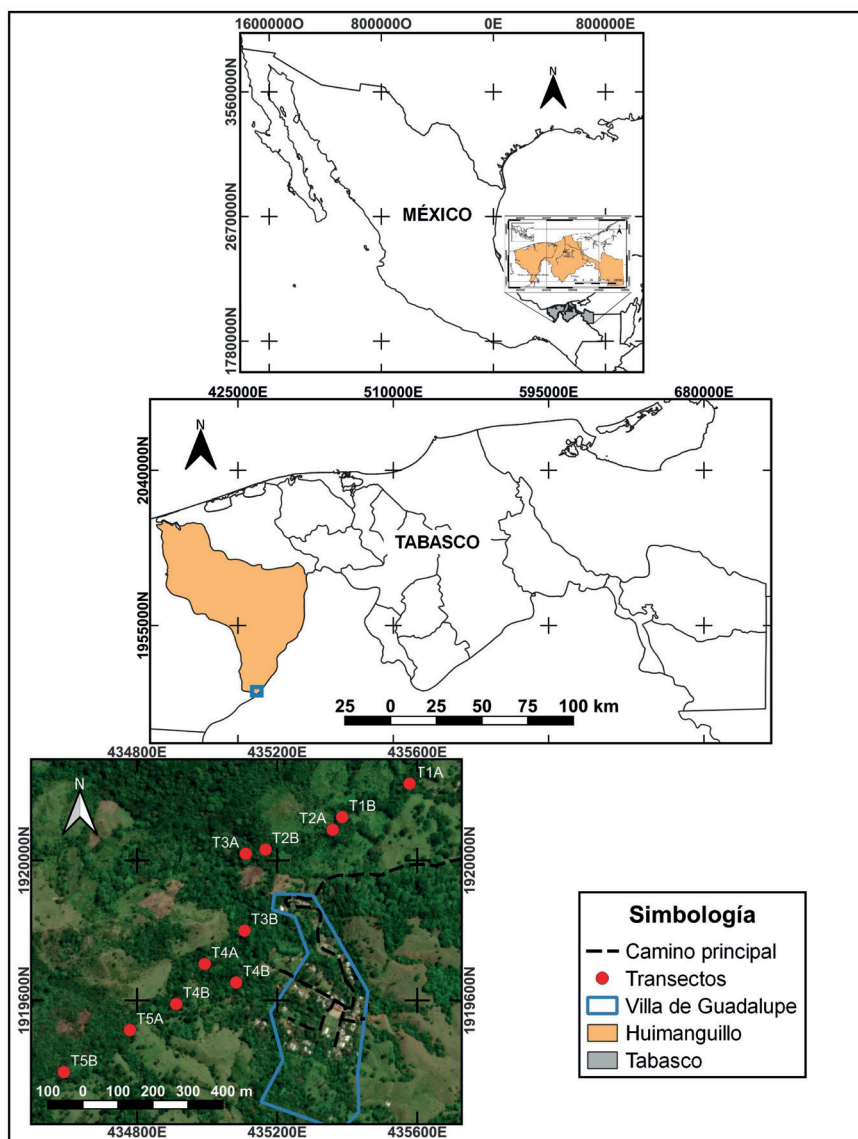 1600000O 800000O 0E 800000E
N
3560000N
MÉXICO
2670000N
1780000N
425000E 510000E 595000E 680000E
N
2040000N
TABASCO
1955000N
25 0 25 50 75 100 km
434800E 435200E 435600E
N
T1A
T1B
T2A
T2B
T3A
1920000N 1920000N
T3B
T4A
T4B
T4B
1919600N 1919600N
T5A
T5B
100 0 100 200 300 400 m
434800E 435200E 435600E
Simbología
Camino principal
Transectos
Villa de Guadalupe
Huimanguillo
Tabasco